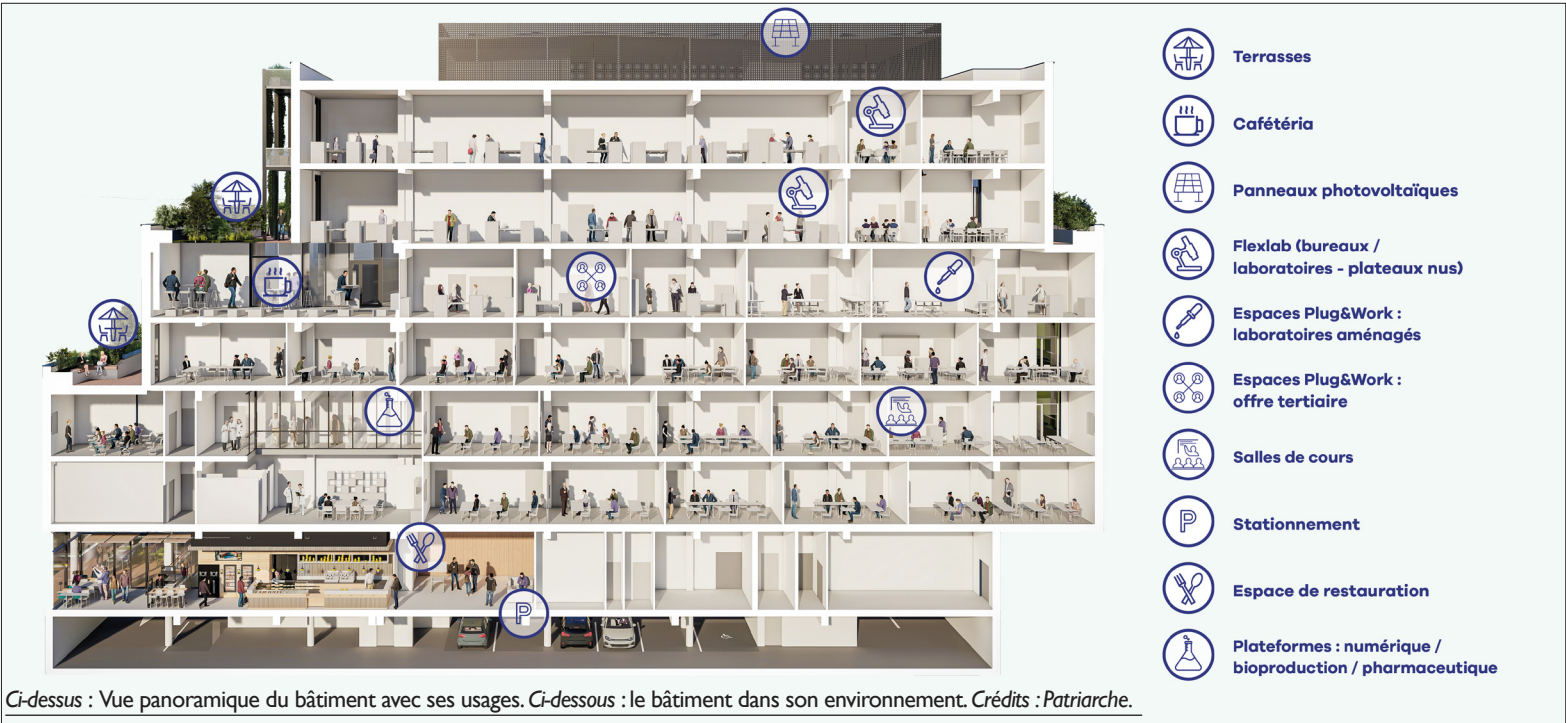 Terrasses
Cafétéria
Panneaux photovoltaïques
Flexlab (bureaux /
laboratoires - plateaux nus)
Espaces Plug&Work :
laboratoires aménagés
Espaces Plug&Work :
offre tertiaire
Salles de cours
P
Stationnement
Espace de restauration
Plateformes : numérique /
bioproduction / pharmaceutique
P
Ci-dessus : Vue panoramique du bâtiment avec ses usages. Ci-dessous : le bâtiment dans son environnement. Crédits : Patriarche.